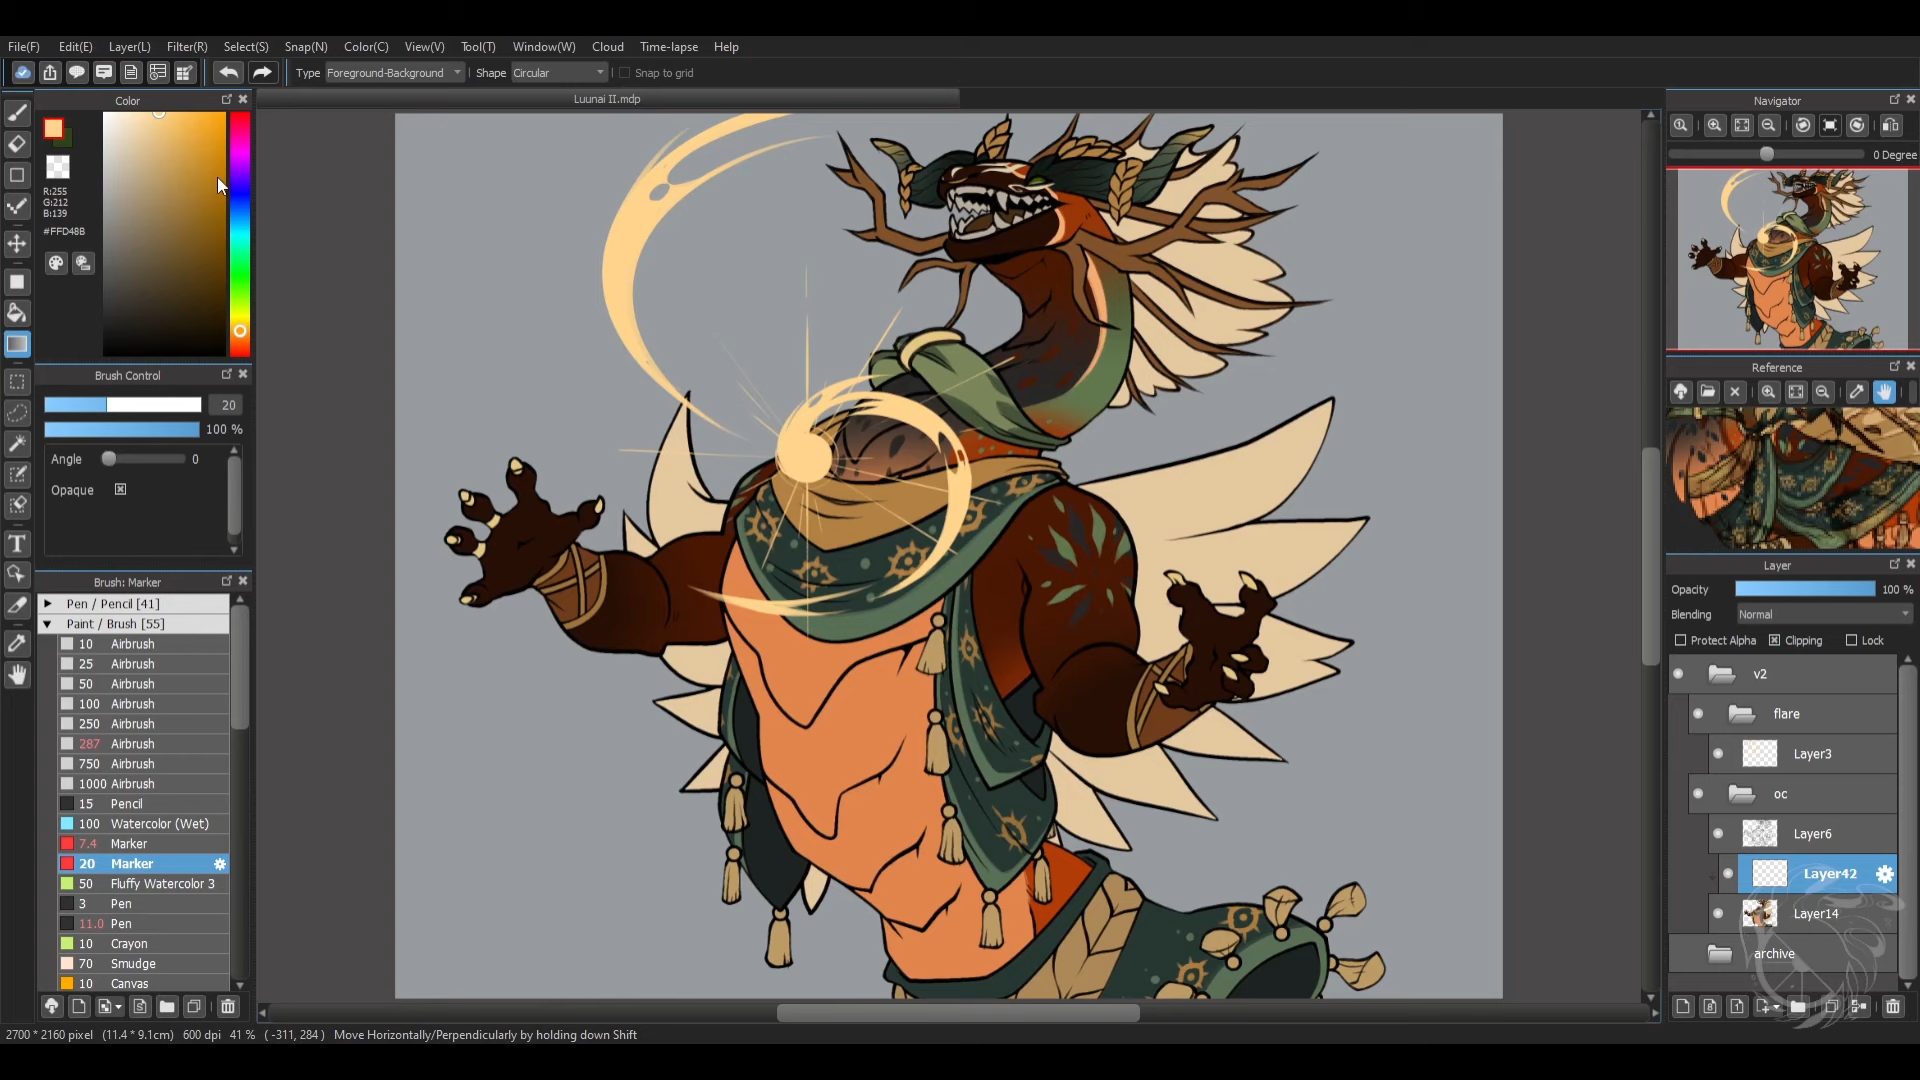 File(F) Edit(E) Layer(L) Filter(R) Select(S) Snap(N) Color(C) View(V) Tool(T) Window(W) Cloud Time-lapse Help
Type Foreground-Background Shape Circular Snap to grid
Color
Luunai II.mdp
R:255
G:212
B:139
#FFD48B
Brush Control
20
100 %
Angle 0
Opaque
Brush: Marker
Pen / Pencil [41]
Paint / Brush [55]
10 Airbrush
25 Airbrush
50 Airbrush
100 Airbrush
250 Airbrush
287 Airbrush
750 Airbrush
1000 Airbrush
15 Pencil
100 Watercolor (Wet)
7.4 Marker
20 Marker
50 Fluffy Watercolor 3
3 Pen
11.0 Pen
10 Crayon
70 Smudge
10 Canvas
Navigator
0 Degree
Reference
Layer
Opacity 100 %
Blending Normal
Protect Alpha Clipping Lock
v2
flare
Layer3
oc
Layer6
Layer42
Layer14
archive
2700 * 2160 pixel (11.4 * 9.1cm) 600 dpi 41 % ( -311, 284 ) Move Horizontally/Perpendicularly by holding down Shift